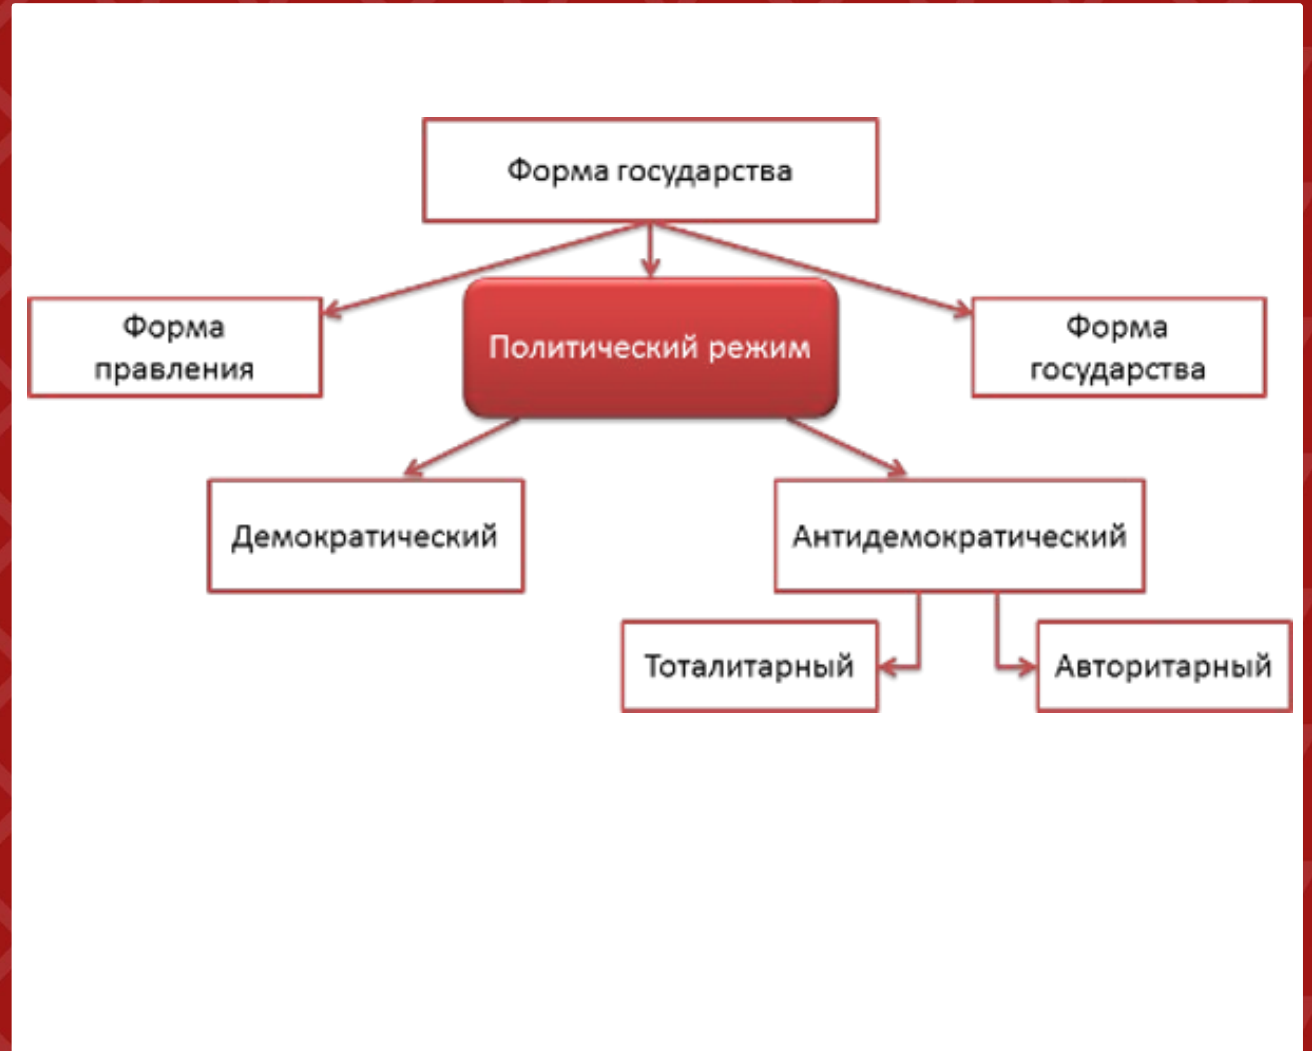 Форма государства
Форма
правления
Политический режим
Форма
государства
Демократический
Антидемократический
Тоталитарный
Авторитарный